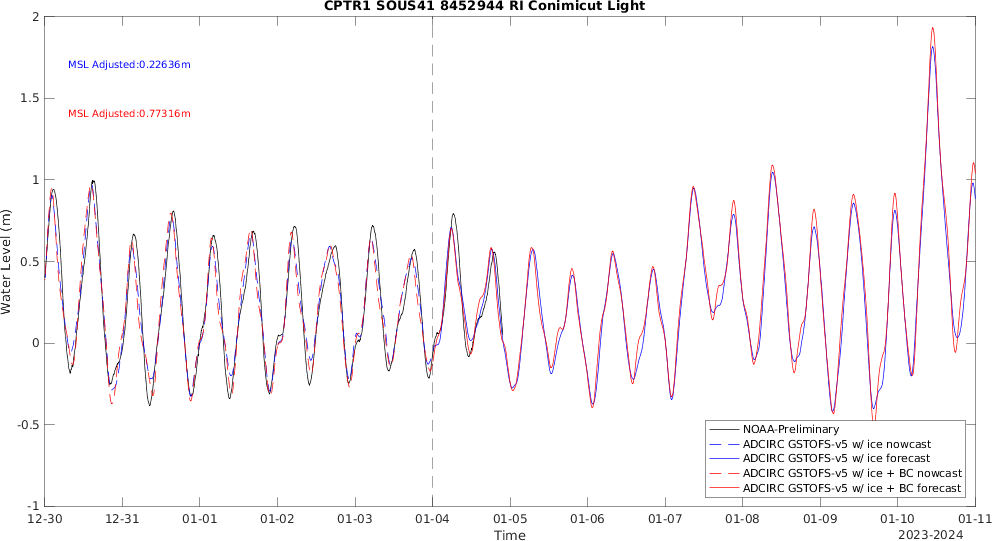 CPTR1 SOUS41 8452944 RI Conimicut Light
MSL Adjusted:0.22636m
MSL Adjusted:0.77316m
Water Level (m)
2
1.5
1
0.5
0
-0.5
-1
NOAA-Preliminary
ADCIRC GSTOFS-v5 w/ ice nowcast
ADCIRC GSTOFS-v5 w/ ice forecast
ADCIRC GSTOFS-v5 w/ ice + BC nowcast
ADCIRC GSTOFS-v5 w/ ice + BC forecast
12-30 12-31 01-01 01-02 01-03 01-04 01-05 01-06 01-07 01-08 01-09 01-10 01-11
Time
2023-2024